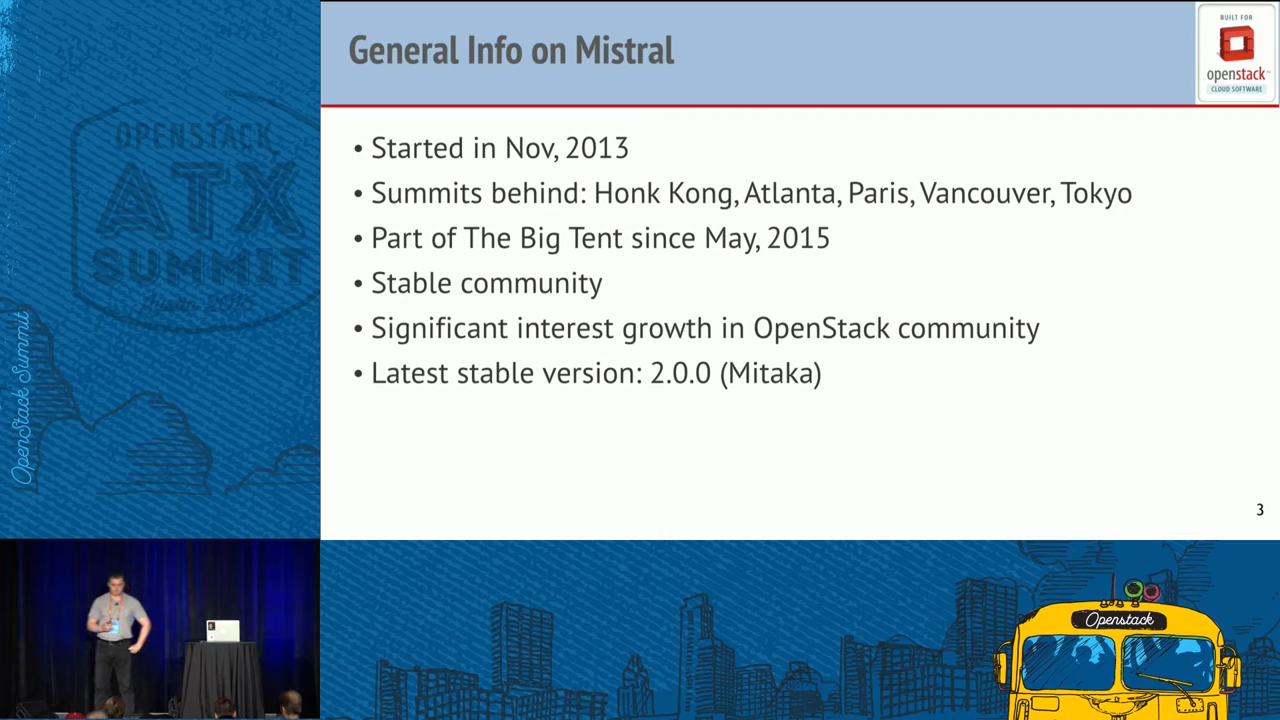 General Info on Mistral
BUILT FOR
openstack
CLOUD SOFTWARE
• Started in Nov, 2013
• Summits behind: Honk Kong, Atlanta, Paris, Vancouver, Tokyo
• Part of The Big Tent since May, 2015
• Stable community
• Significant interest growth in OpenStack community
• Latest stable version: 2.0.0 (Mitaka)
3
OPENSTACK
ATX
SUMMIT
Austin 2016
OpenStack Summit
Openstack